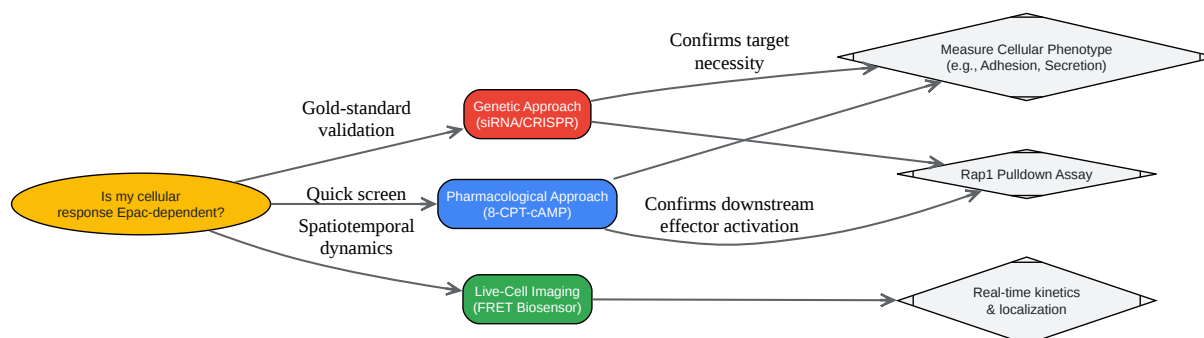 Is my cellular
response Epac-dependent?
Gold-standard
validation
Quick screen
Spatiotemporal
dynamics
Genetic Approach
(siRNA/CRISPR)
Pharmacological Approach
(8-CPT-cAMP)
Live-Cell Imaging
(FRET Biosensor)
Confirms target
necessity
Confirms downstream
effector activation
Measure Cellular Phenotype
(e.g., Adhesion, Secretion)
Rap1 Pulldown Assay
Real-time kinetics
& localization